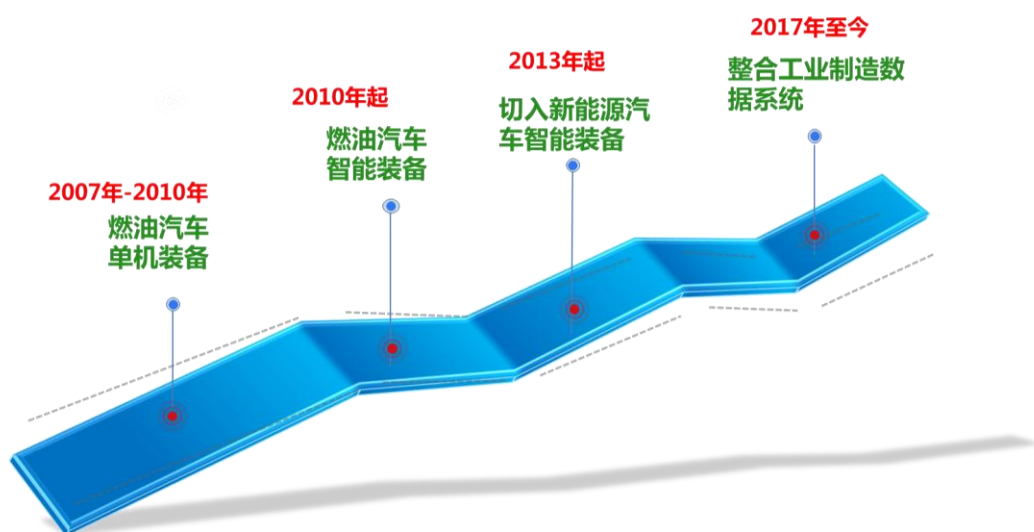 2007年-2010年
燃油汽车
单机装备
2010年起
燃油汽车
智能装备
2013年起
切入新能源汽
车智能装备
2017年至今
整合工业制造数
据系统